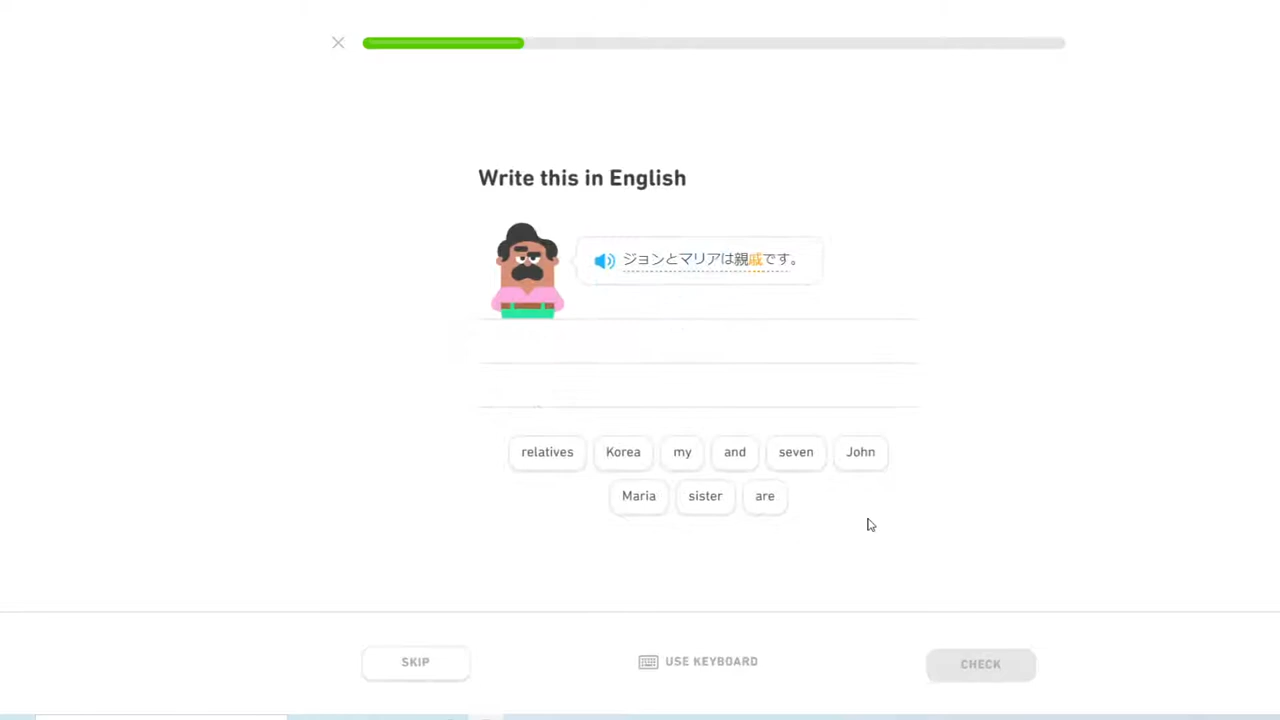 Write this in English
ジョンとマリアは親戚です。
relatives Korea my and seven John
Maria sister are
SKIP USE KEYBOARD CHECK